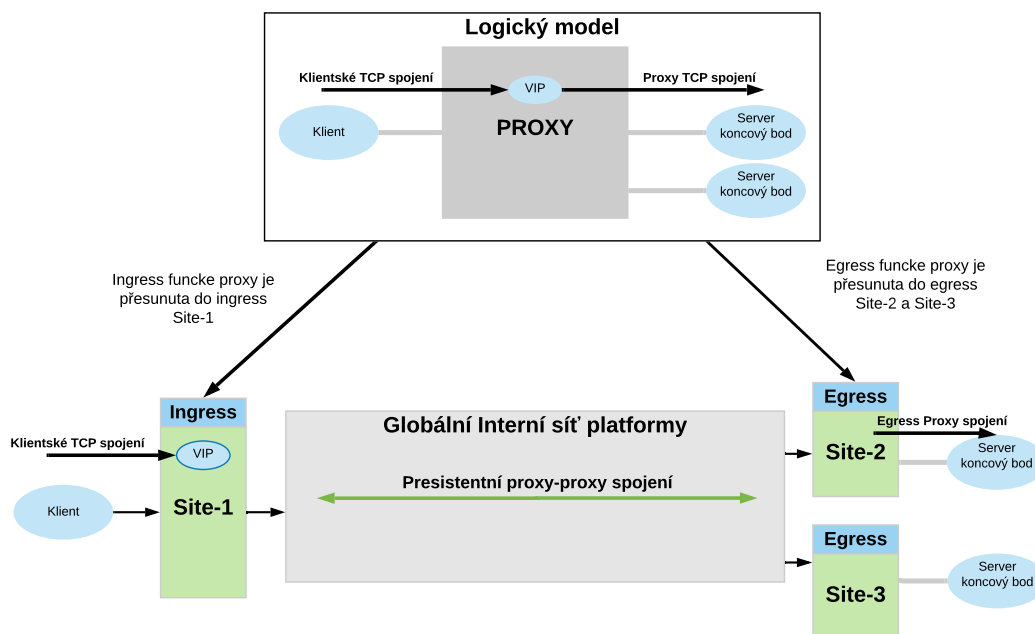 Logický model
Klientské TCP spojení
Proxy TCP spojení
VIP
PROXY
Klient
Server
koncový bod
Server
koncový bod
Ingress funcke proxy je
přesunuta do ingress
Site-1
Egress funcke proxy je
přesunuta do egress
Site-2 a Site-3
Ingress
Klientské TCP spojení
VIP
Site-1
Klient
Globální Interní síť platformy
Presistentní proxy-proxy spojení
Egress
Egress Proxy spojení
Site-2
Server
koncový bod
Egress
Site-3
Server
koncový bod